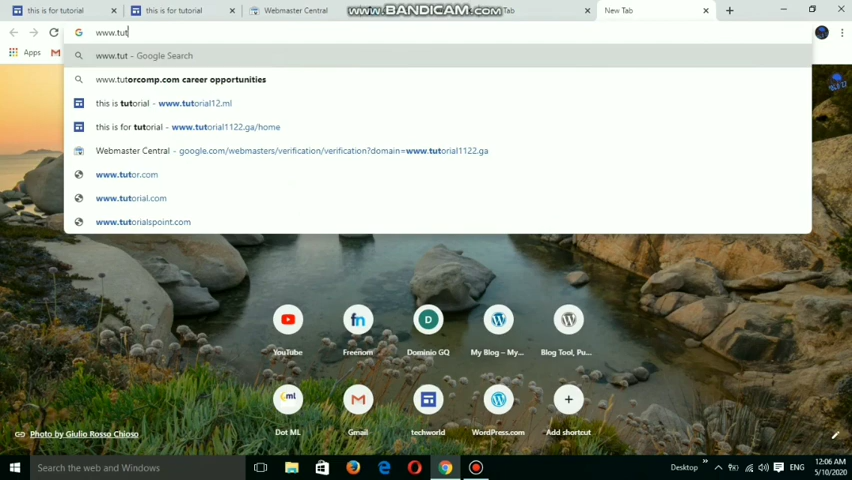 this is for tutorial
this is for tutorial
Webmaster Central
www.BANDICAM.com
Tab
New Tab
www.tut
Apps
www.tut - Google Search
www.tutorcomp.com career opportunities
this is tutorial - www.tutorial12.ml
this is for tutorial - www.tutorial1122.ga/home
Webmaster Central - google.com/webmasters/verification/verification?domain=www.tutorial1122.ga
www.tutor.com
www.tutorial.com
www.tutorialspoint.com
YouTube
Freenom
Dominio GQ
My Blog – My...
Blog Tool, Pu...
Dot ML
Gmail
techworld
WordPress.com
Add shortcut
Photo by Giulio Rosso Chioso
Search the web and Windows
Desktop
ENG
12:06 AM
5/10/2020